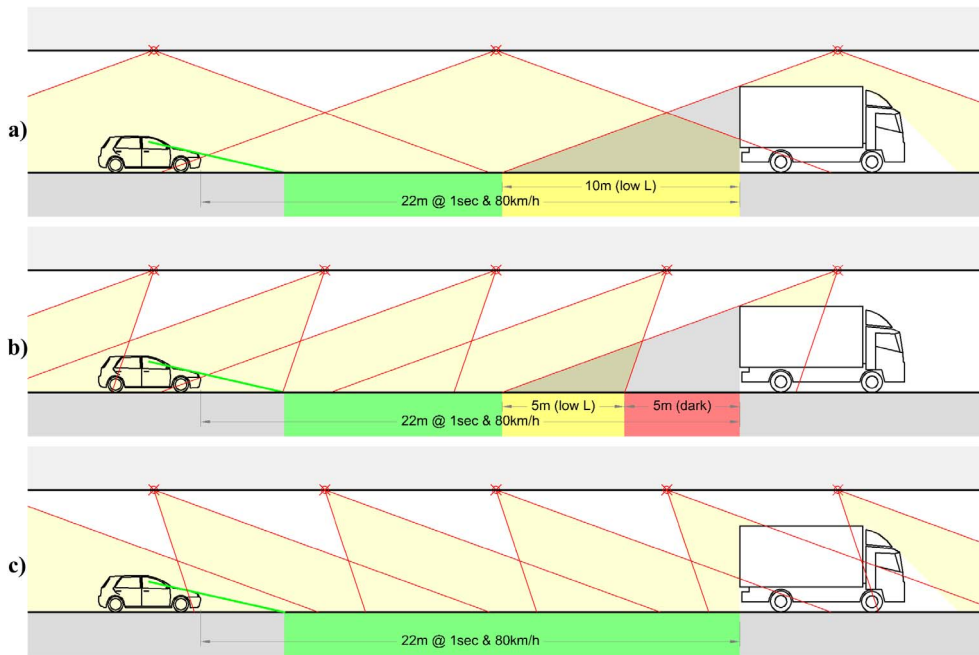 a)
10m (low L)
22m @ 1sec & 80km/h
b)
5m (low L) 5m (dark)
22m @ 1sec & 80km/h
c)
22m @ 1sec & 80km/h